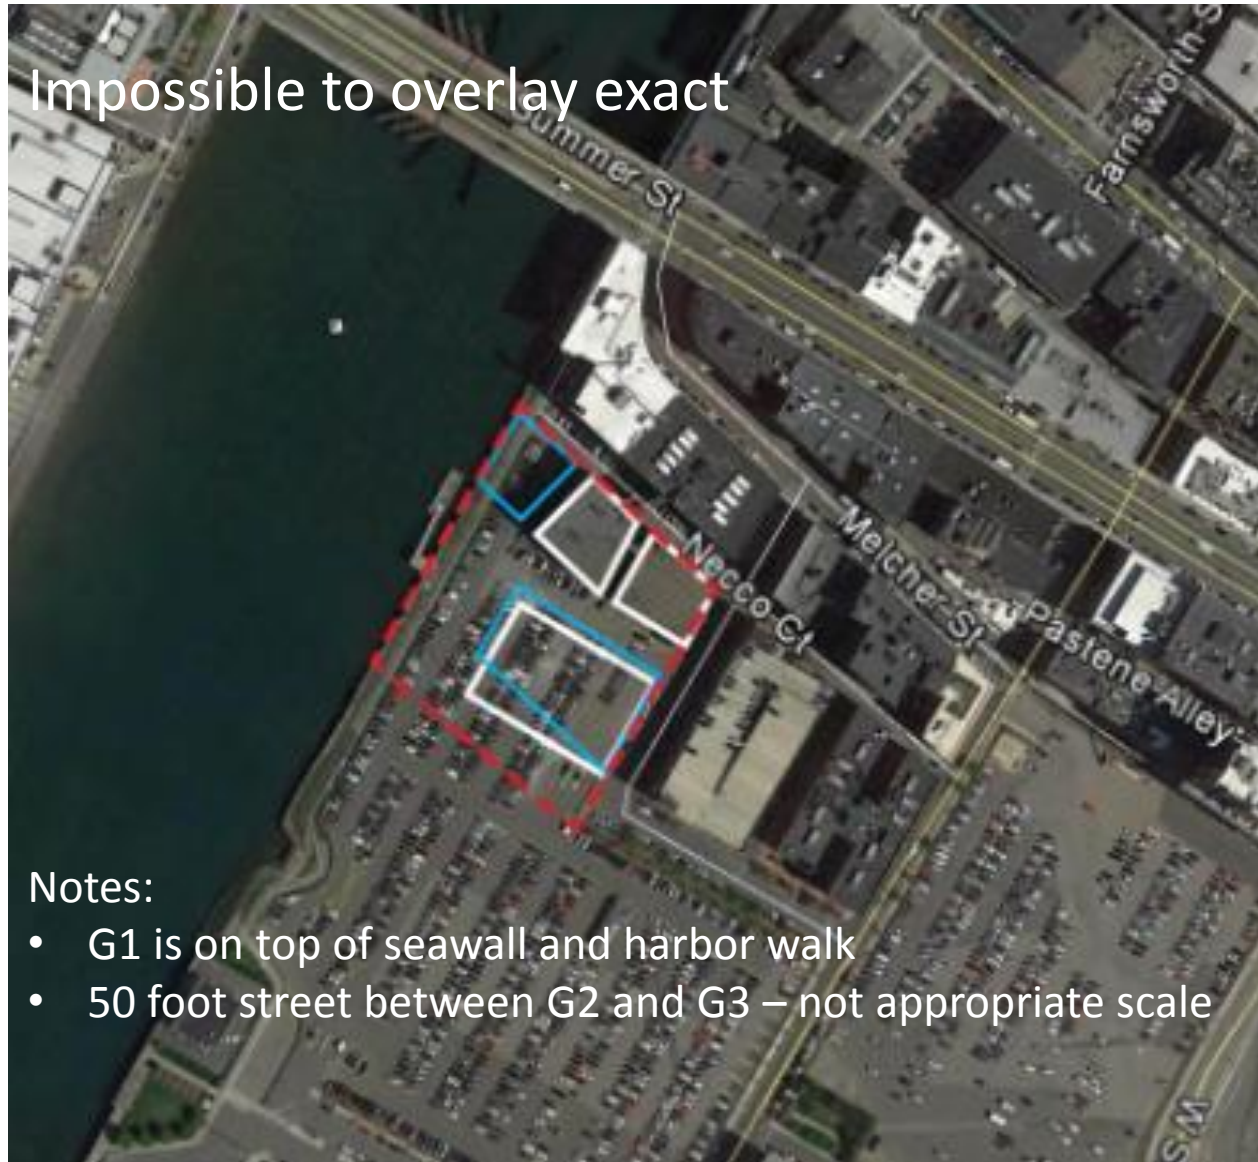 Impossible to overlay exact
Summer St
Farnsworth S
Necco Ct
Melcher St
Pastene Alley
Notes:
• G1 is on top of seawall and harbor walk
• 50 foot street between G2 and G3 – not appropriate scale
W S